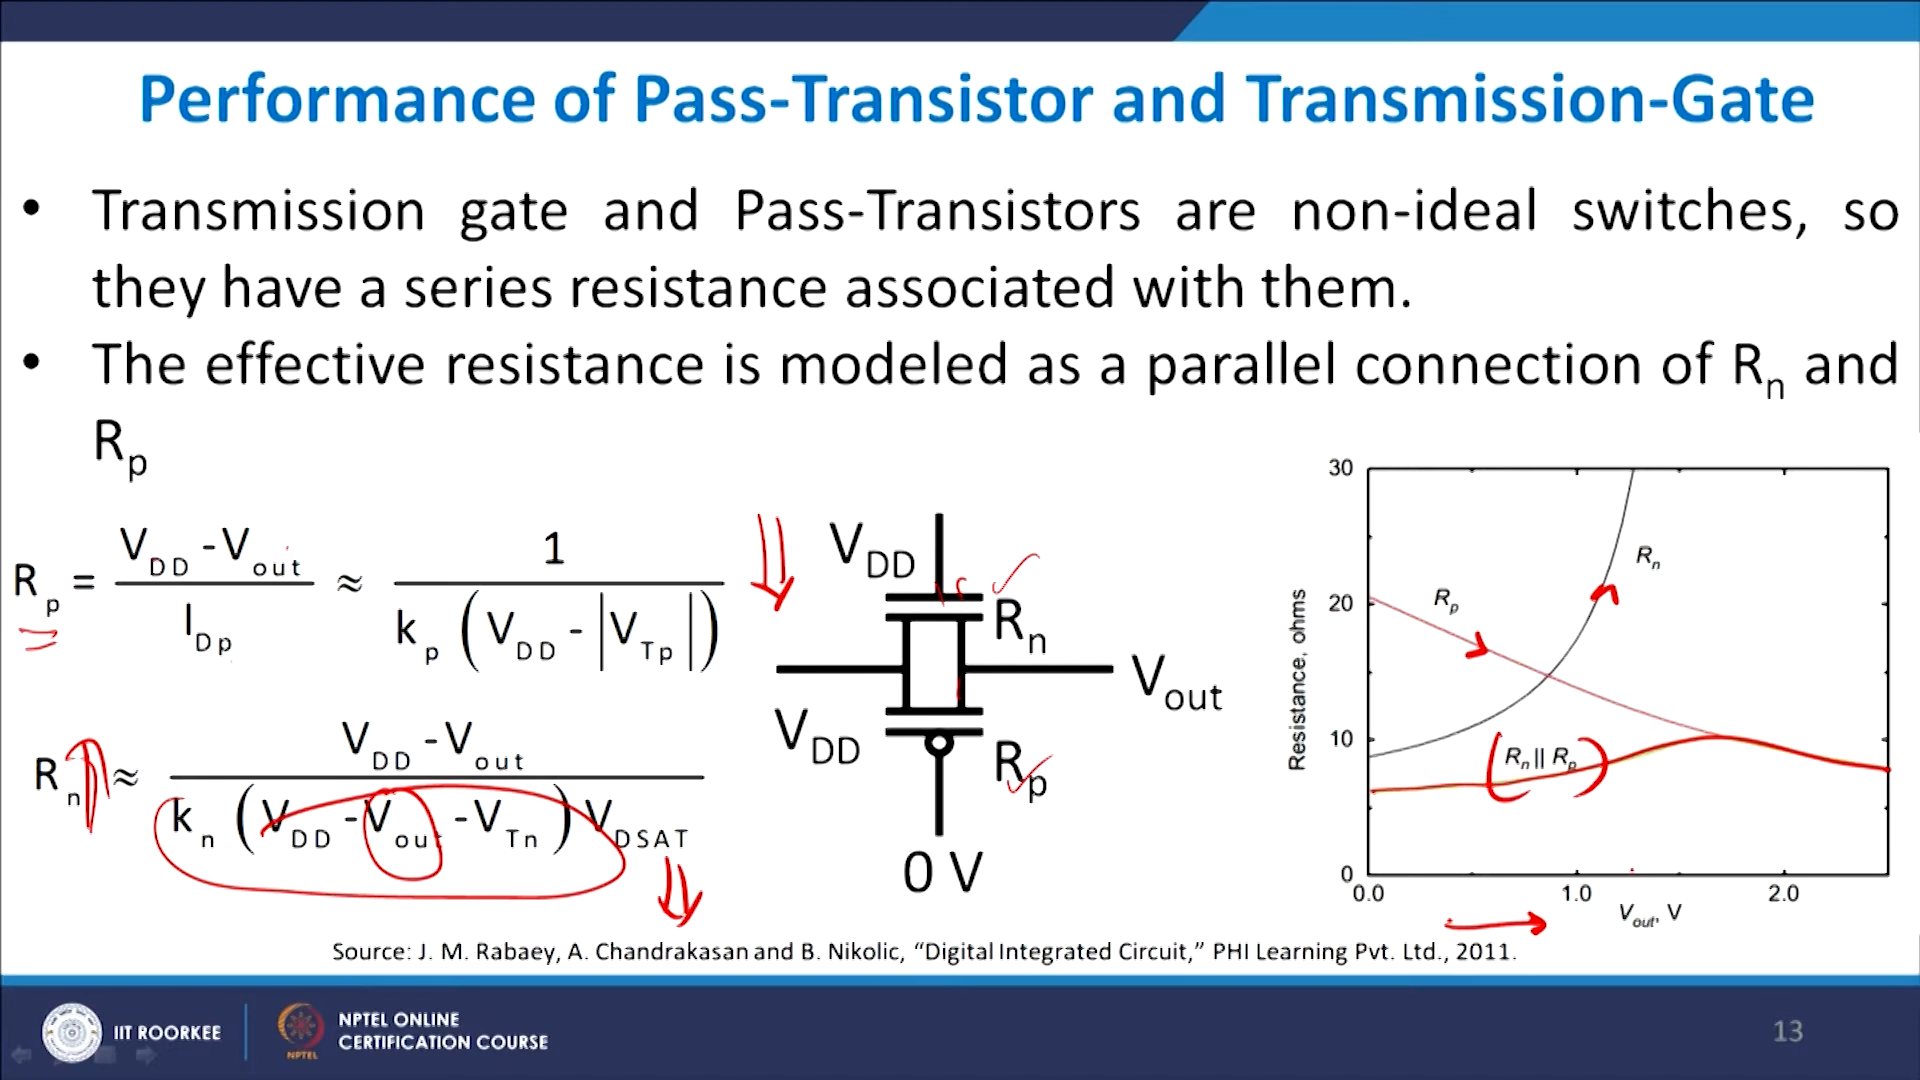 Performance of Pass-Transistor and Transmission-Gate
• Transmission gate and Pass-Transistors are non-ideal switches, so
they have a series resistance associated with them.
• The effective resistance is modeled as a parallel connection of Rn and
Rp
Rp = VDD - Vout / IDp ≈ 1 / kp (VDD - |VTp|)
Rn ≈ VDD - Vout / kn (VDD - Vout - VTn) VDSAT
VDD
Rn
Vout
VDD
Rp
0 V
30
20
10
0
Resistance, ohms
Rn
Rp
Rn || Rp
0.0 1.0 2.0
Vout, V
Source: J. M. Rabaey, A. Chandrakasan and B. Nikolic, “Digital Integrated Circuit,” PHI Learning Pvt. Ltd., 2011.
IIT ROORKEE
NPTEL
NPTEL ONLINE
CERTIFICATION COURSE
13